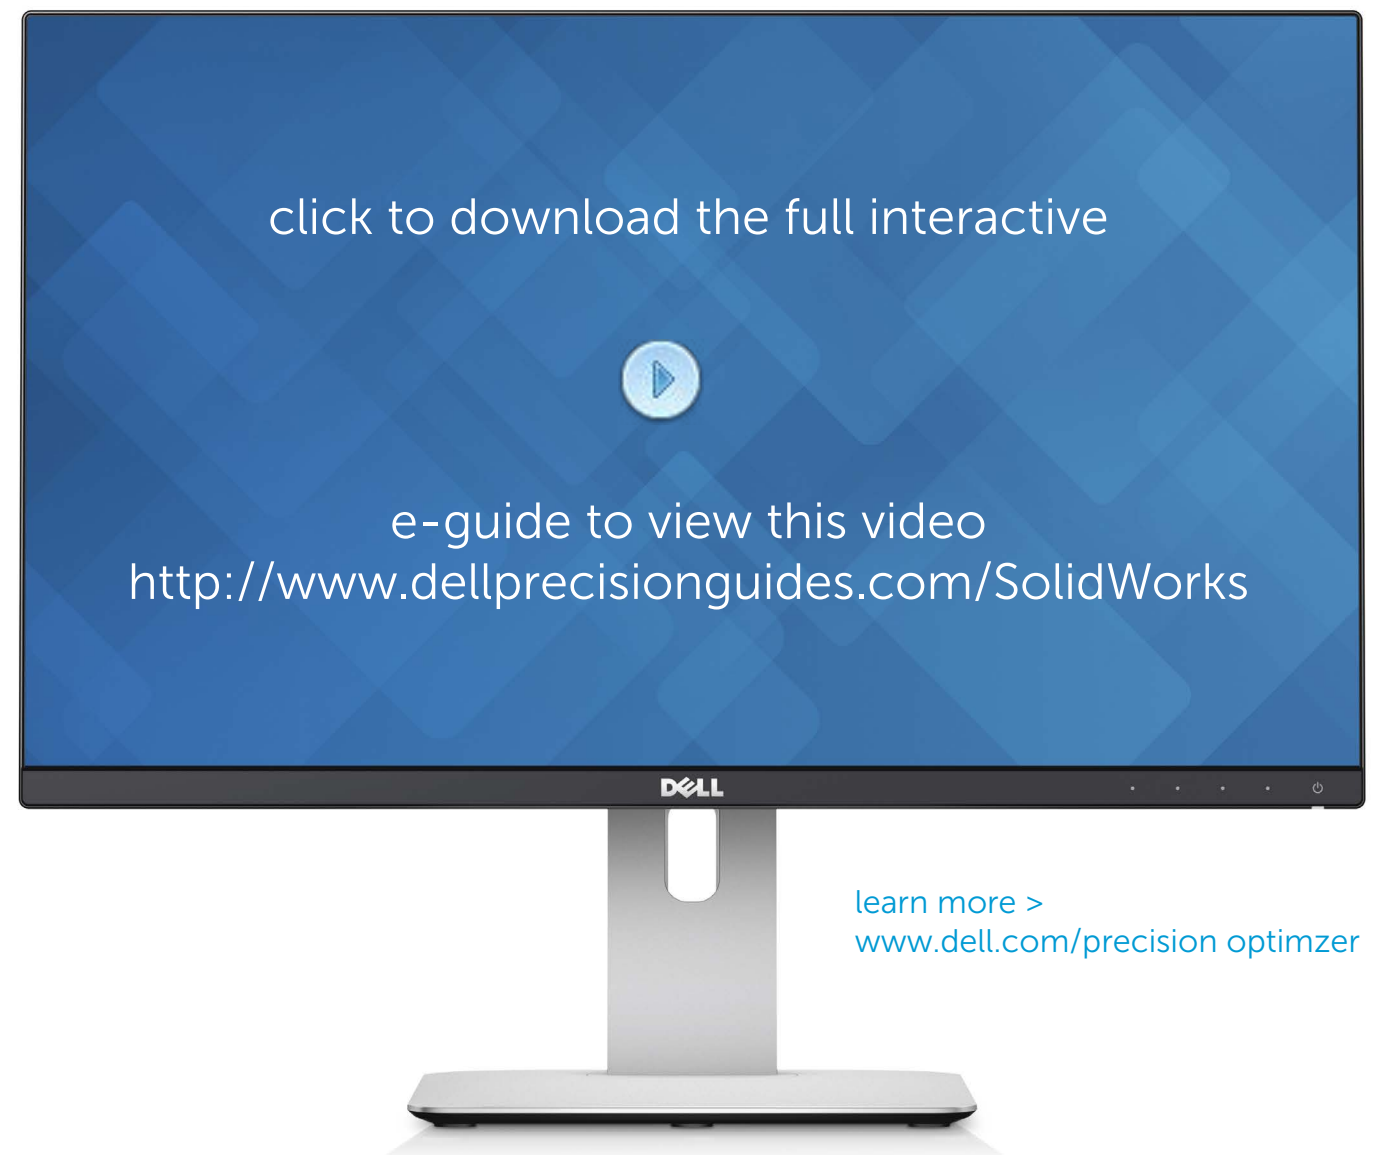 click to download the full interactive
e-guide to view this video
http://www.dellprecisionguides.com/SolidWorks
DELL
learn more >
www.dell.com/precision optimzer